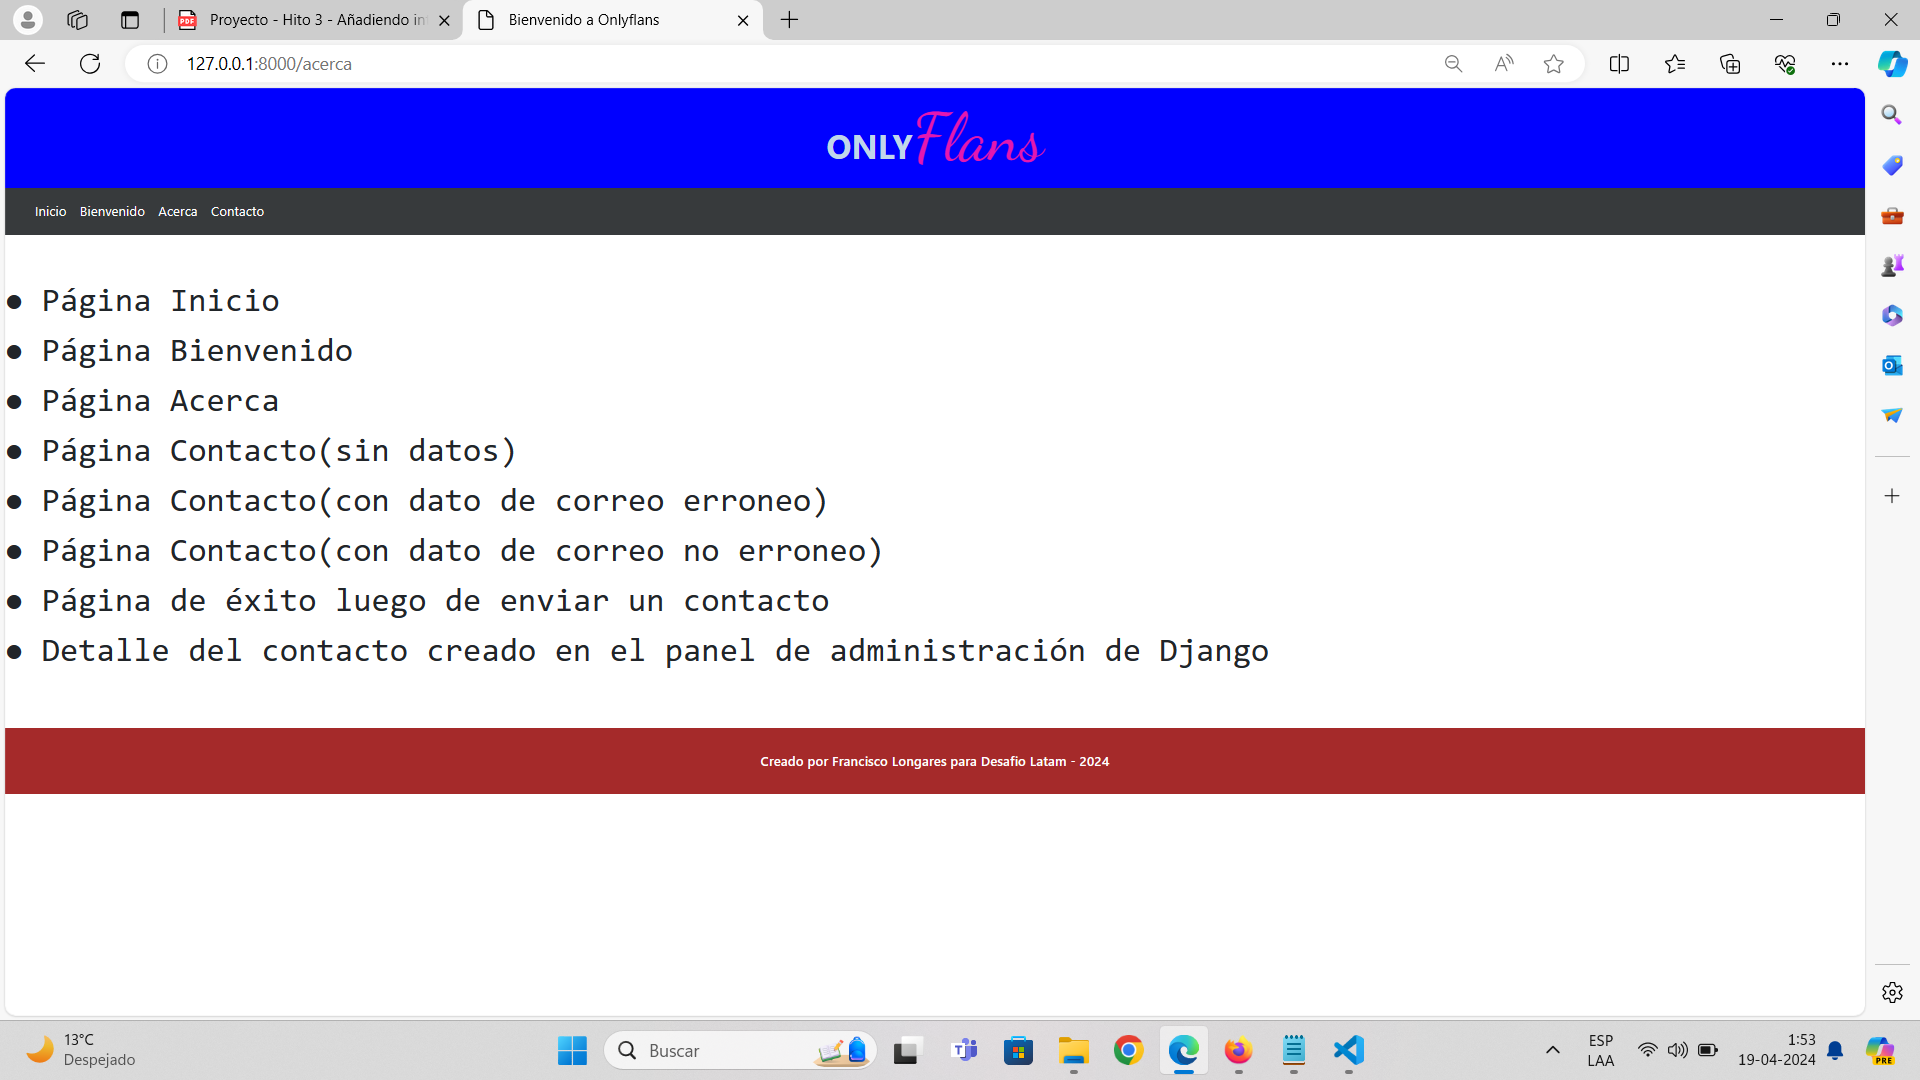 Proyecto - Hito 3 - Añadiendo in
Bienvenido a Onlyflans
127.0.0.1:8000/acerca
ONLYFlans
Inicio Bienvenido Acerca Contacto
● Página Inicio
● Página Bienvenido
● Página Acerca
● Página Contacto(sin datos)
● Página Contacto(con dato de correo erroneo)
● Página Contacto(con dato de correo no erroneo)
● Página de éxito luego de enviar un contacto
● Detalle del contacto creado en el panel de administración de Django
Creado por Francisco Longares para Desafio Latam - 2024
13°C
Despejado
Buscar
ESP
LAA
1:53
19-04-2024
PRE